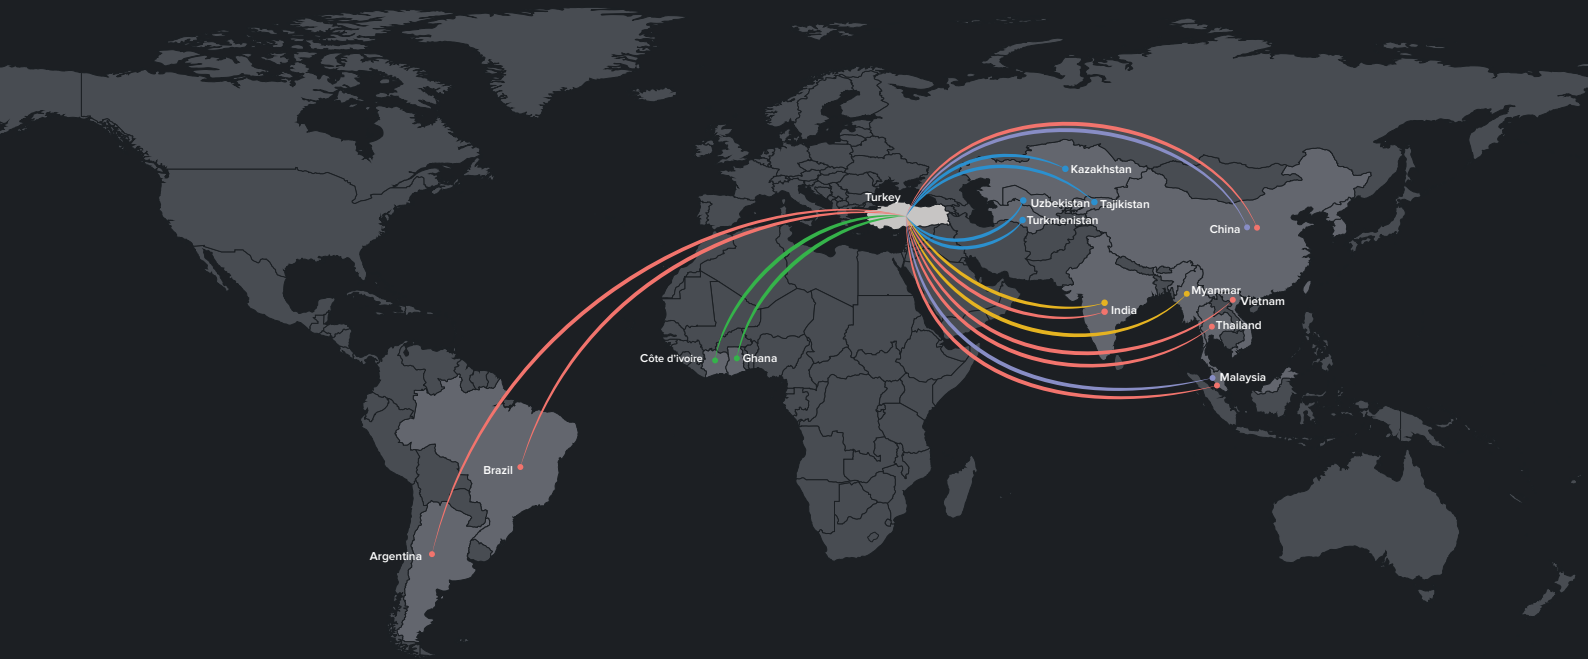 Kazakhstan
Turkey
Uzbekistan
Tajikistan
Turkmenistan
China
Myanmar
Vietnam
India
Thailand
Côte d'ivoire
Ghana
Malaysia
Brazil
Argentina